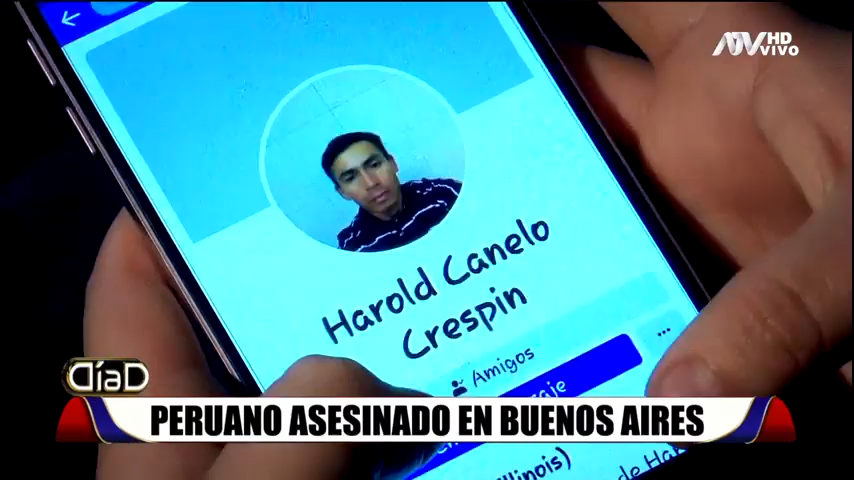 ATV HD
VIVO
Harold Canelo
Crespin
Amigos
Día D
PERUANO ASESINADO EN BUENOS AIRES